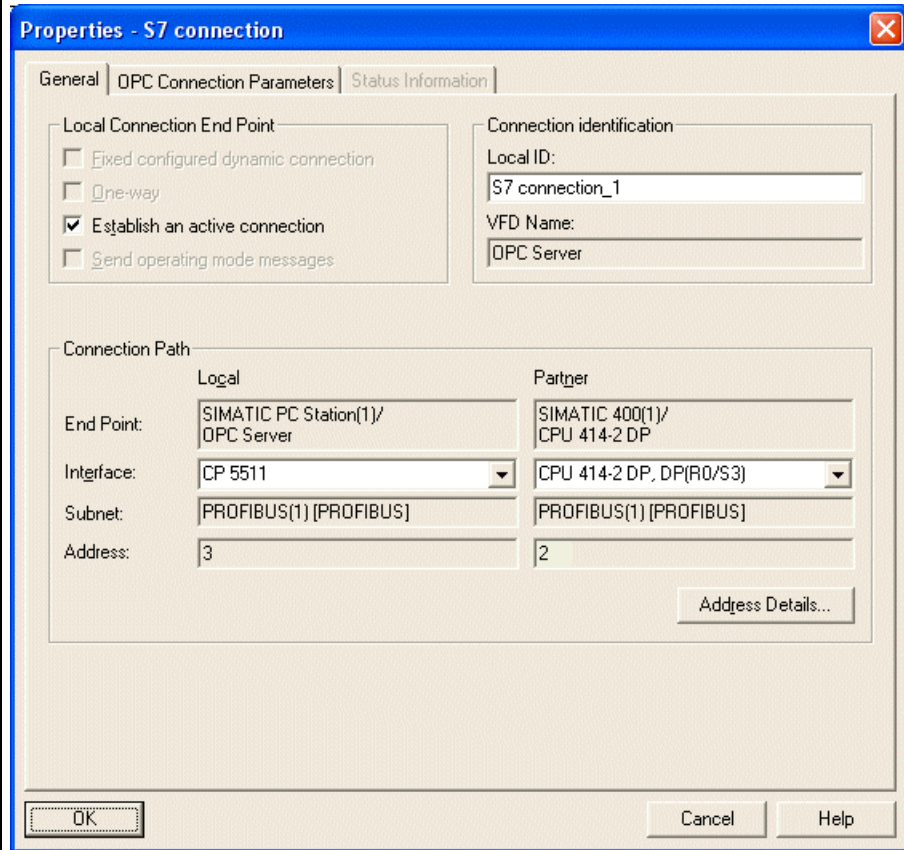 Properties - S7 connection
General
OPC Connection Parameters
Status Information
Local Connection End Point
Fixed configured dynamic connection
One-way
Establish an active connection
Send operating mode messages
Connection identification
Local ID:
S7 connection_1
VFD Name:
OPC Server
Connection Path
Local
Partner
End Point:
SIMATIC PC Station(1)/
OPC Server
SIMATIC 400(1)/
CPU 414-2 DP
Interface:
CP 5511
CPU 414-2 DP, DP(R0/S3)
Subnet:
PROFIBUS(1) [PROFIBUS]
PROFIBUS(1) [PROFIBUS]
Address:
3
2
Address Details...
OK
Cancel
Help